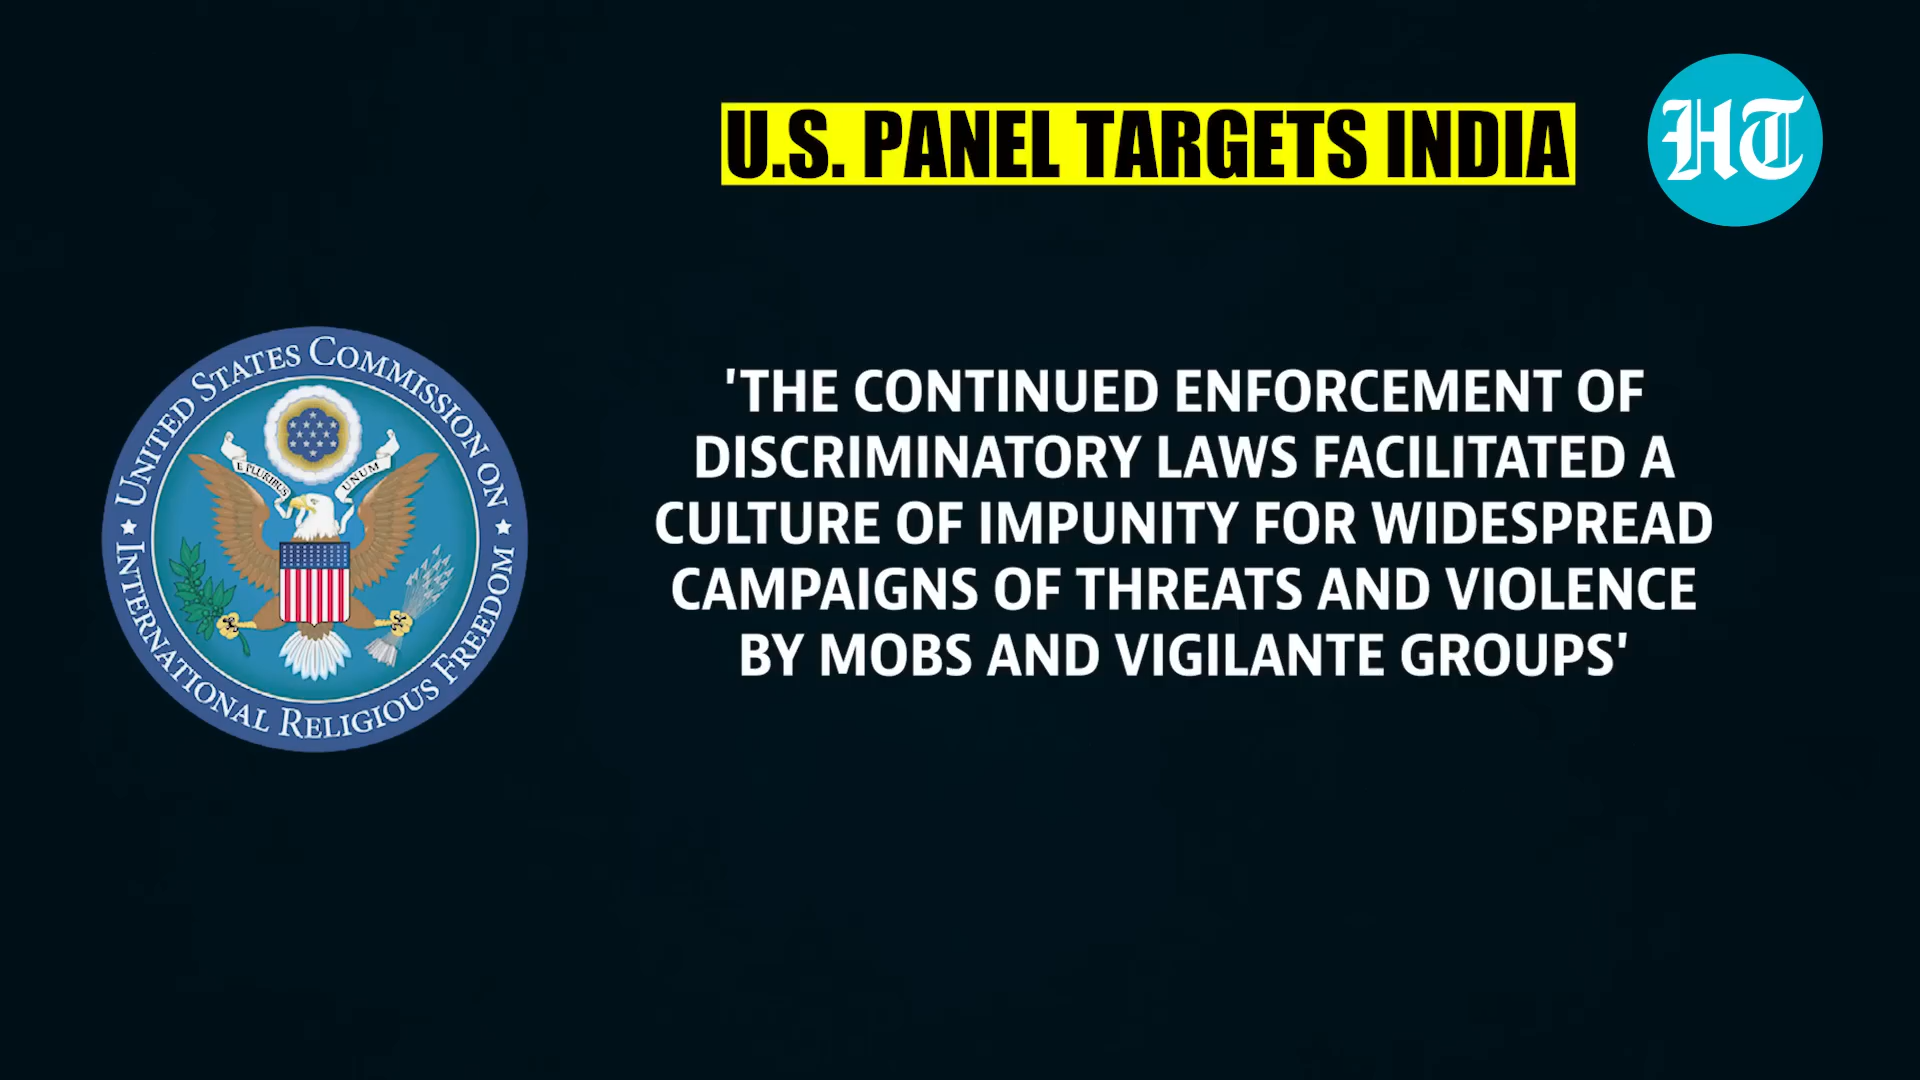 U.S. PANEL TARGETS INDIA
HT
UNITED STATES COMMISSION ON
INTERNATIONAL RELIGIOUS FREEDOM
E PLURIBUS UNUM
'THE CONTINUED ENFORCEMENT OF
DISCRIMINATORY LAWS FACILITATED A
CULTURE OF IMPUNITY FOR WIDESPREAD
CAMPAIGNS OF THREATS AND VIOLENCE
BY MOBS AND VIGILANTE GROUPS'